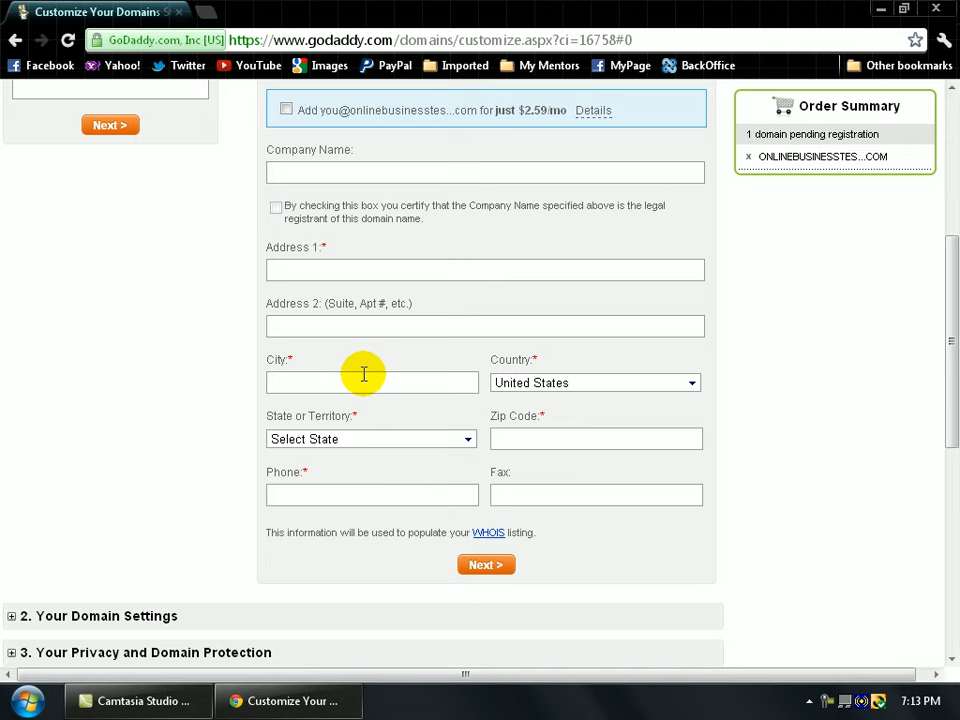 Customize Your Domains S
GoDaddy.com, Inc [US] https://www.godaddy.com/domains/customize.aspx?ci=16758#0
Facebook Yahoo! Twitter YouTube Images PayPal Imported My Mentors MyPage BackOffice Other bookmarks
Next >
Add you@onlinebusinesstes...com for just $2.59/mo Details
Company Name:
By checking this box you certify that the Company Name specified above is the legal
registrant of this domain name.
Address 1:*
Address 2: (Suite, Apt #, etc.)
City:* Country:*
United States
State or Territory:* Zip Code:*
Select State
Phone:* Fax:
This information will be used to populate your WHOIS listing.
Next >
Order Summary
1 domain pending registration
x ONLINEBUSINESSTES...COM
2. Your Domain Settings
3. Your Privacy and Domain Protection
Camtasia Studio ... Customize Your ... 7:13 PM